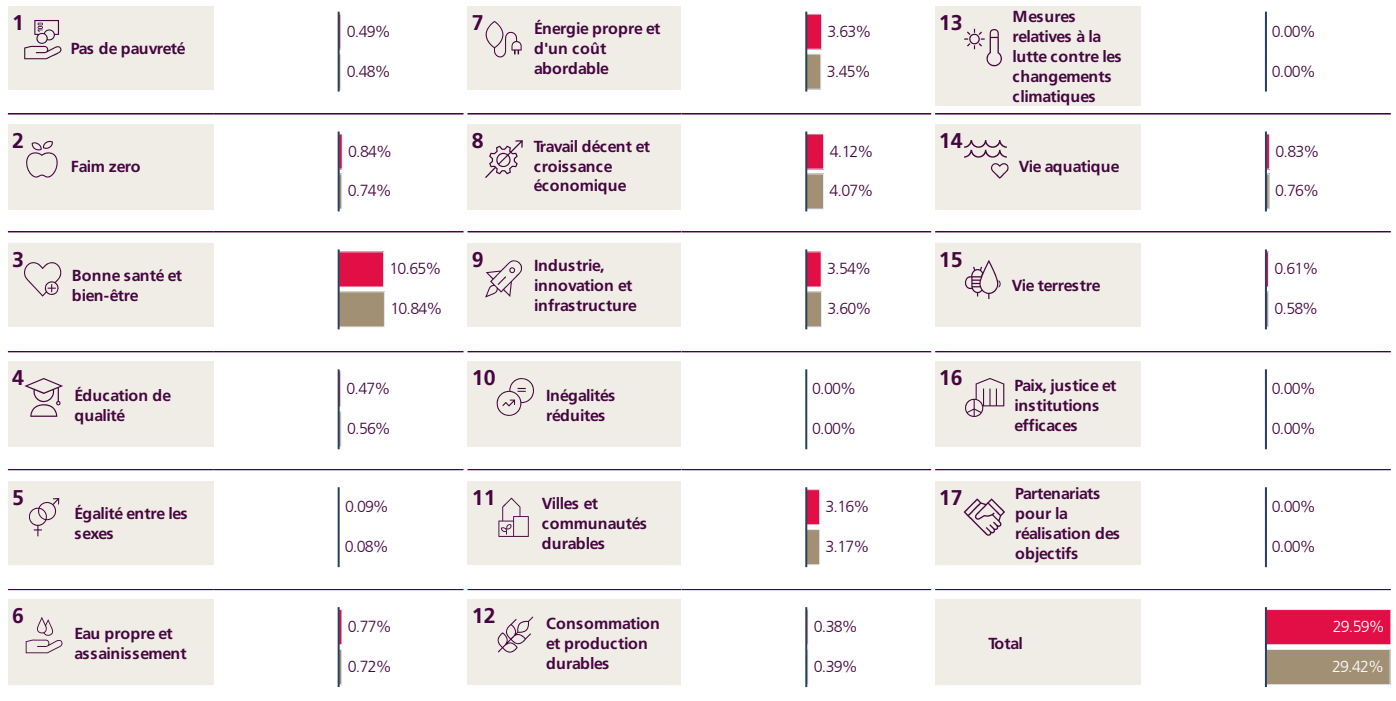 1
Pas de pauvreté
0.49%
0.48%
2
Faim zero
0.84%
0.74%
3
Bonne santé et
bien-être
10.65%
10.84%
4
Éducation de
qualité
0.47%
0.56%
5
Égalité entre les
sexes
0.09%
0.08%
6
Eau propre et
assainissement
0.77%
0.72%
7
Énergie propre et
d'un coût
abordable
3.63%
3.45%
8
Travail décent et
croissance
économique
4.12%
4.07%
9
Industrie,
innovation et
infrastructure
3.54%
3.60%
10
Inégalités
réduites
0.00%
0.00%
11
Villes et
communautés
durables
3.16%
3.17%
12
Consommation
et production
durables
0.38%
0.39%
13
Mesures
relatives à la
lutte contre les
changements
climatiques
0.00%
0.00%
14
Vie aquatique
0.83%
0.76%
15
Vie terrestre
0.61%
0.58%
16
Paix, justice et
institutions
efficaces
0.00%
0.00%
17
Partenariats
pour la
réalisation des
objectifs
0.00%
0.00%
Total
29.59%
29.42%